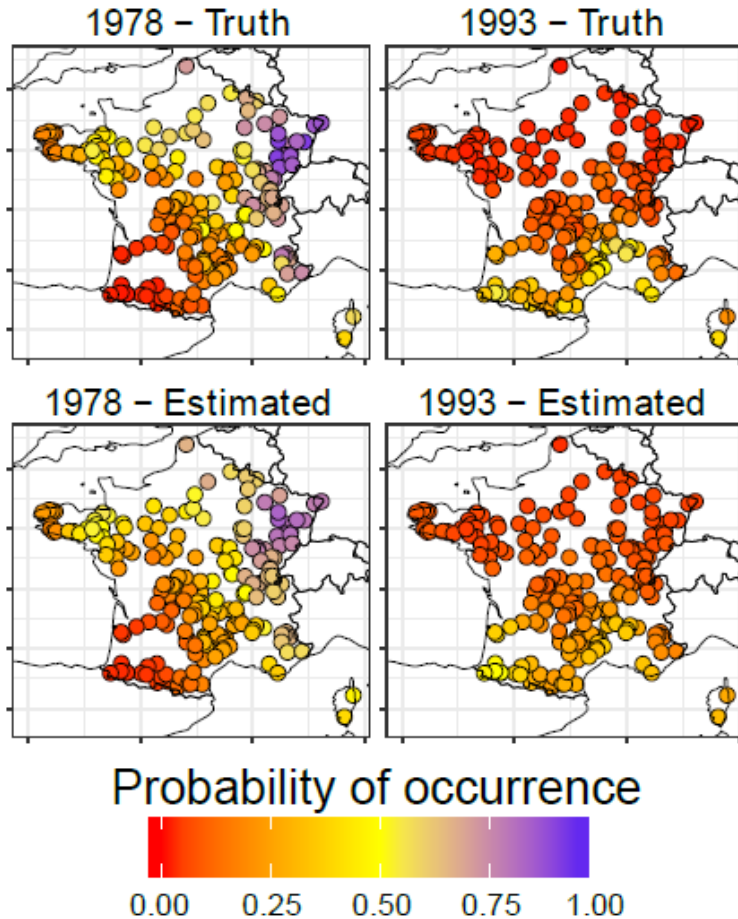 1978 − Truth
1993 − Truth
1978 − Estimated
1993 − Estimated
Probability of occurrence
0.00 0.25 0.50 0.75 1.00